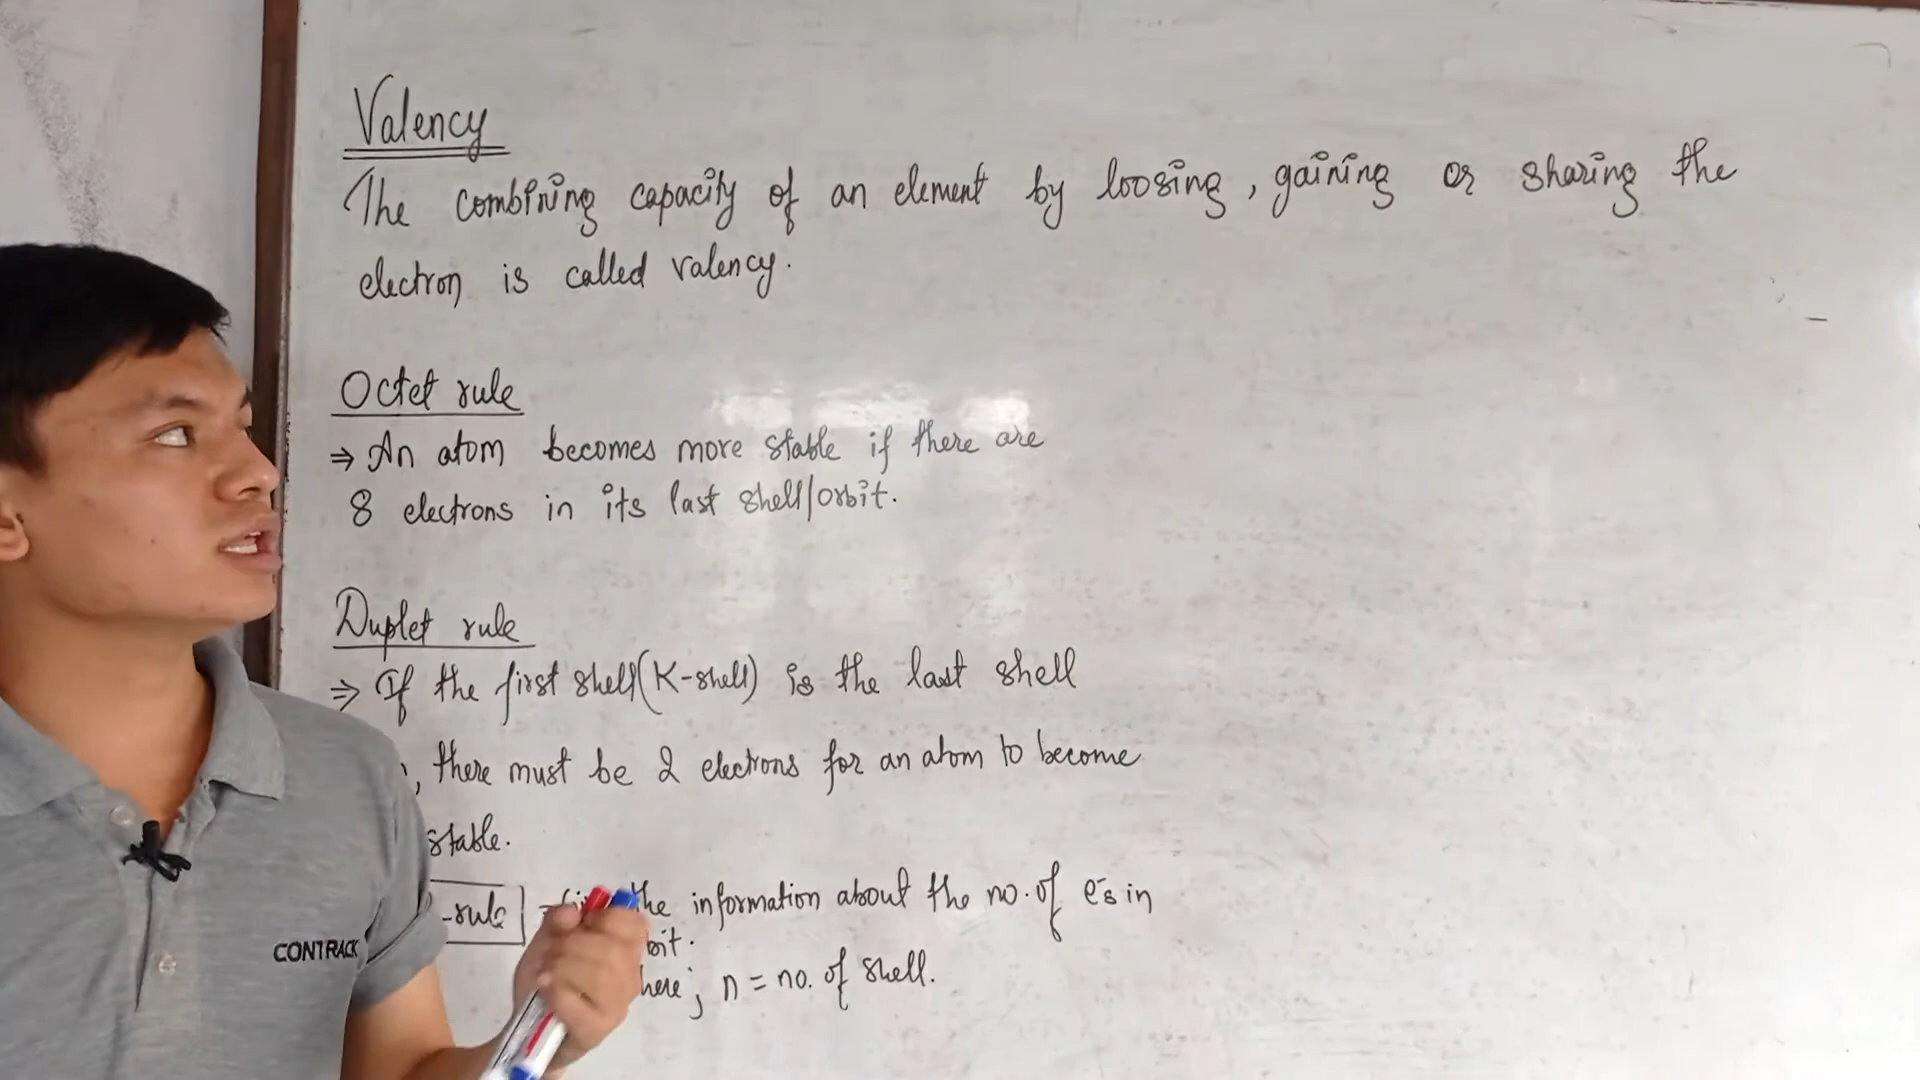 Valency
The combining capacity of an element by loosing, gaining or sharing the
electron is called valency.
Octet rule
⇒ An atom becomes more stable if there are
8 electrons in its last shell/orbit.
Duplet rule
⇒ If the first shell(K-shell) is the last shell
, there must be 2 electrons for an atom to become
stable.
-rule the information about the no. of e⁻s in
n = no. of shell.
CONTRACK